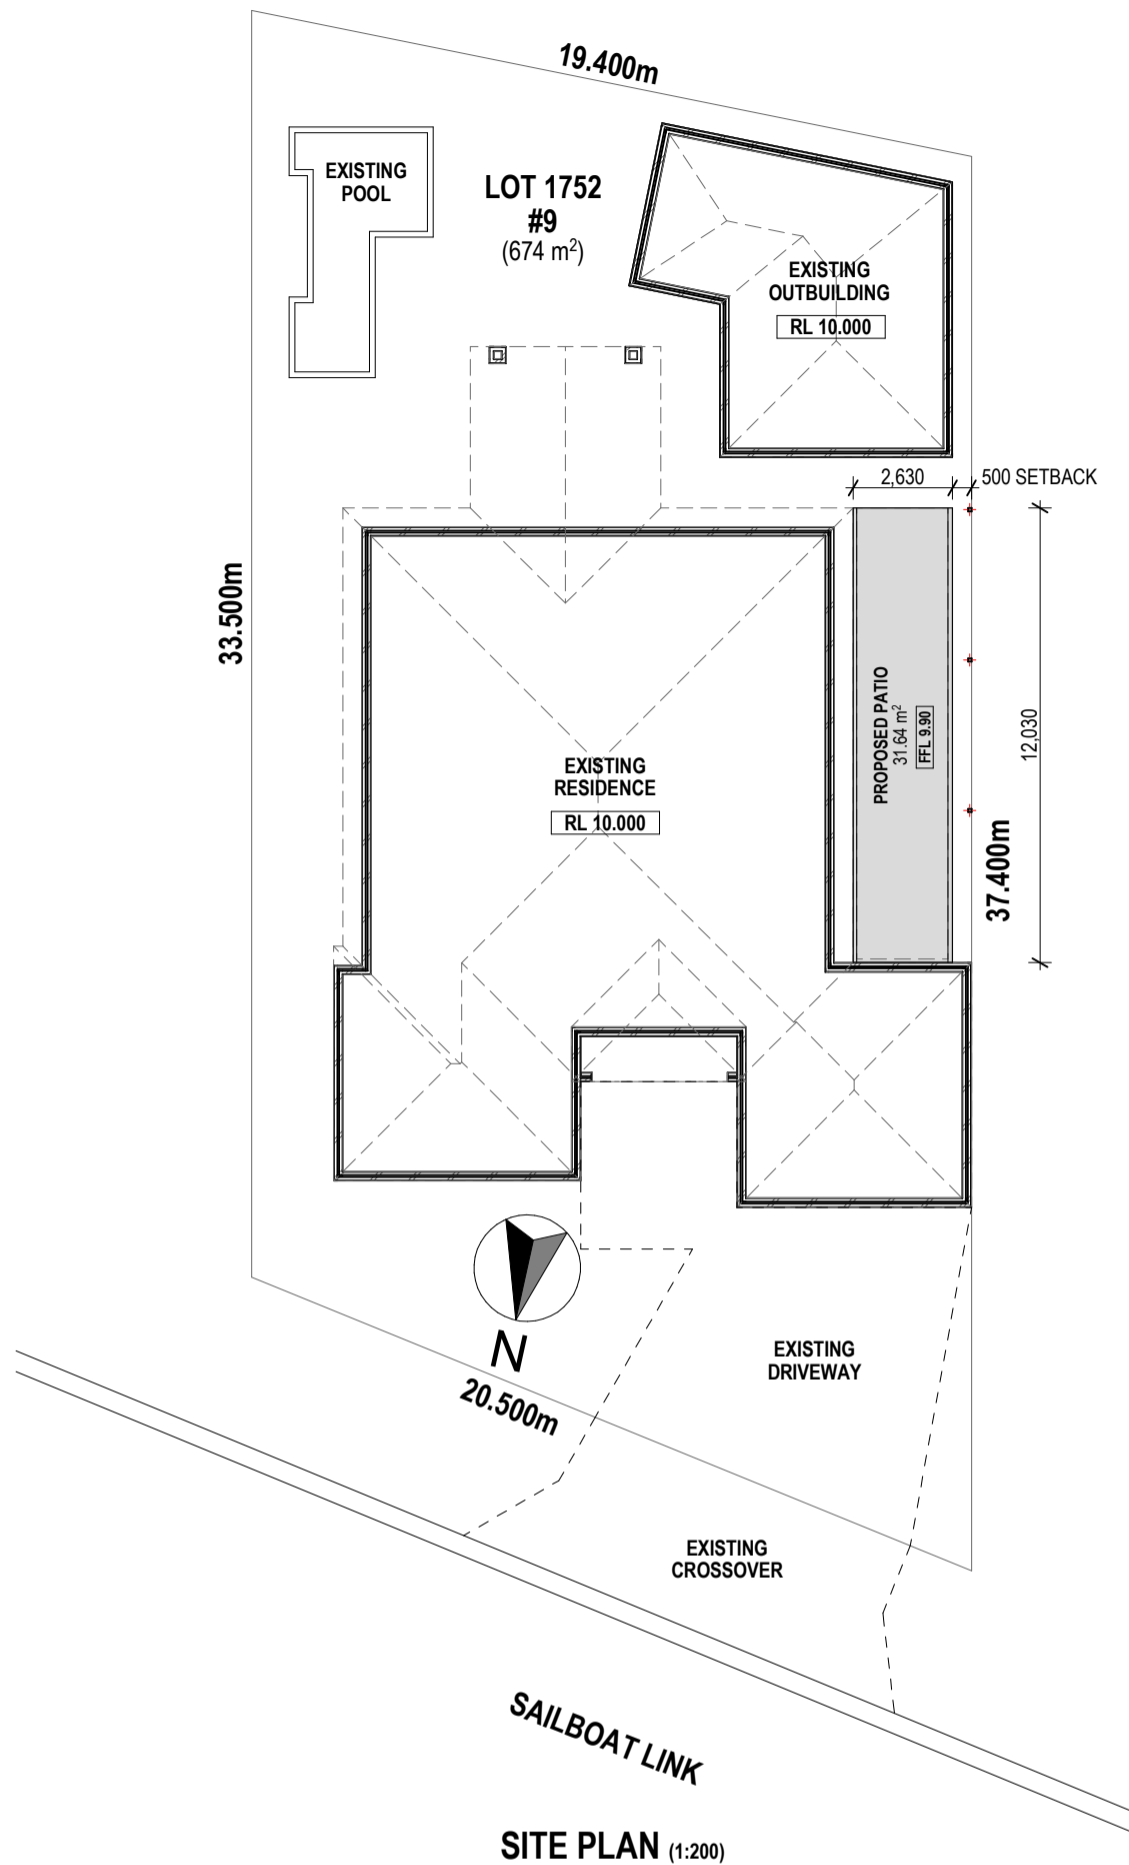 19.400m
EXISTING
POOL
LOT 1752
#9
(674 m²)
EXISTING
OUTBUILDING
RL 10.000
2,630
500 SETBACK
33.500m
PROPOSED PATIO
31.64 m²
FFL 9.90
12,030
EXISTING
RESIDENCE
RL 10.000
37.400m
N
20.500m
EXISTING
DRIVEWAY
EXISTING
CROSSOVER
SAILBOAT LINK
SITE PLAN (1:200)